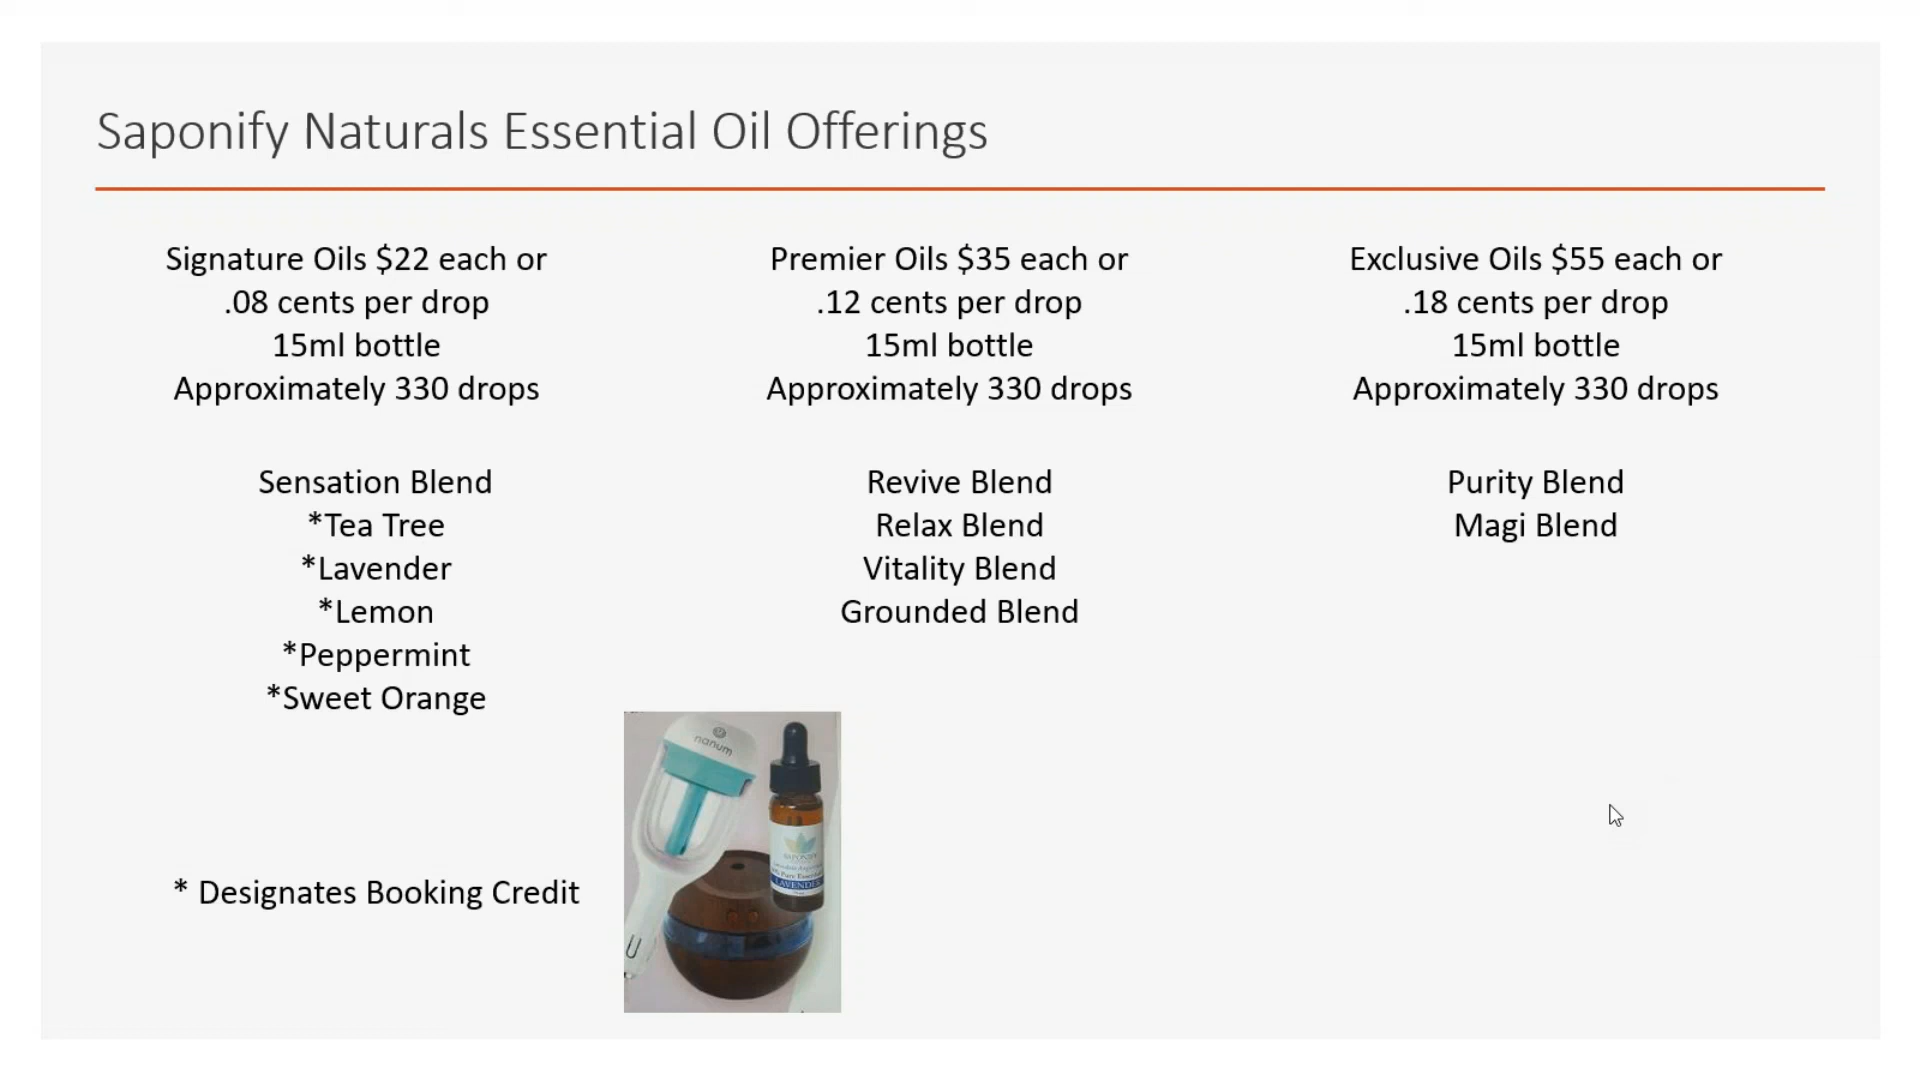 Saponify Naturals Essential Oil Offerings
Signature Oils $22 each or
.08 cents per drop
15ml bottle
Approximately 330 drops
Sensation Blend
*Tea Tree
*Lavender
*Lemon
*Peppermint
*Sweet Orange
* Designates Booking Credit
Premier Oils $35 each or
.12 cents per drop
15ml bottle
Approximately 330 drops
Revive Blend
Relax Blend
Vitality Blend
Grounded Blend
Exclusive Oils $55 each or
.18 cents per drop
15ml bottle
Approximately 330 drops
Purity Blend
Magi Blend
nanum
SAPONIFY
LAVENDER